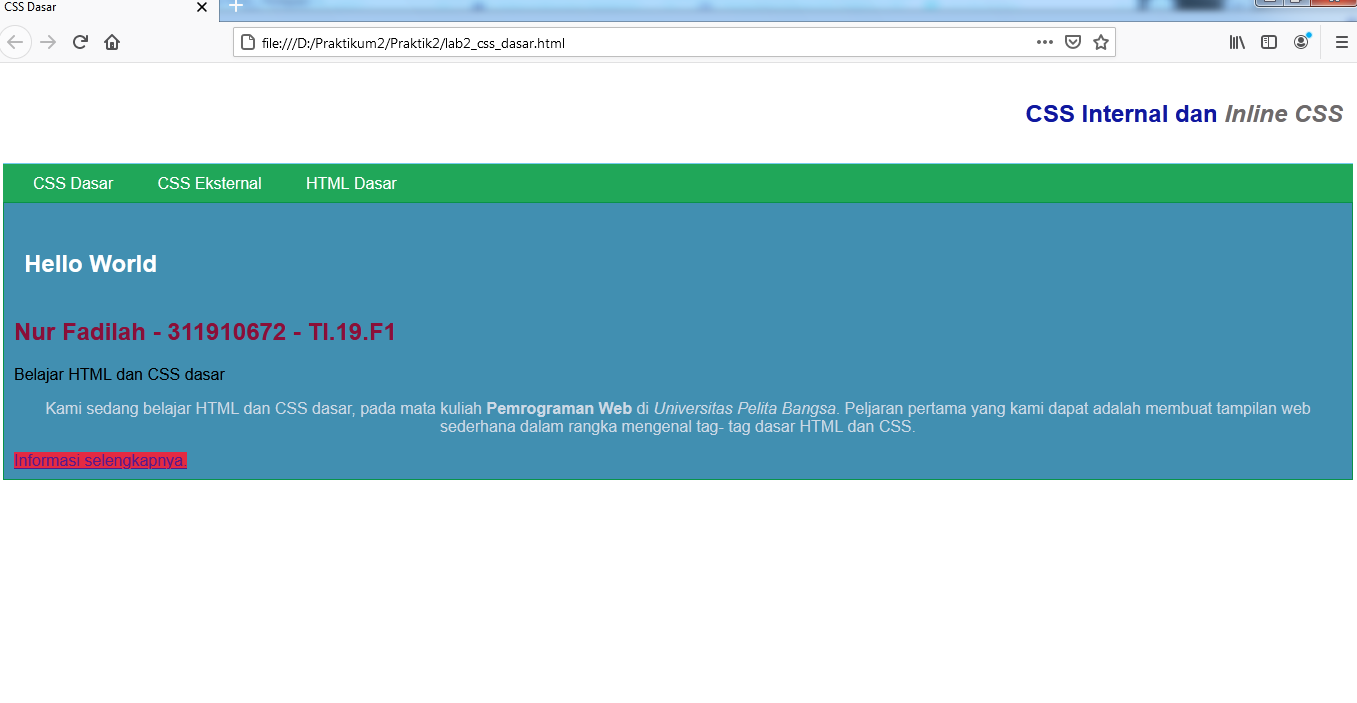 CSS Dasar
file:///D:/Praktikum2/Praktik2/lab2_css_dasar.html
CSS Internal dan Inline CSS
CSS Dasar CSS Eksternal HTML Dasar
Hello World
Nur Fadilah - 311910672 - TI.19.F1
Belajar HTML dan CSS dasar
Kami sedang belajar HTML dan CSS dasar, pada mata kuliah Pemrograman Web di Universitas Pelita Bangsa. Peljaran pertama yang kami dapat adalah membuat tampilan web
sederhana dalam rangka mengenal tag- tag dasar HTML dan CSS.
Informasi selengkapnya.